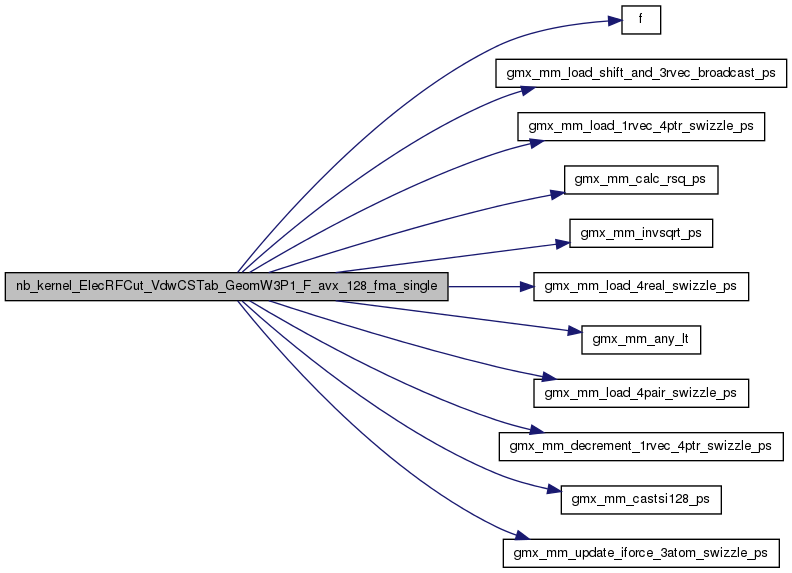 f
gmx_mm_load_shift_and_3rvec_broadcast_ps
gmx_mm_load_1rvec_4ptr_swizzle_ps
gmx_mm_calc_rsq_ps
gmx_mm_invsqrt_ps
nb_kernel_ElecRFCut_VdwCSTab_GeomW3P1_F_avx_128_fma_single
gmx_mm_load_4real_swizzle_ps
gmx_mm_any_lt
gmx_mm_load_4pair_swizzle_ps
gmx_mm_decrement_1rvec_4ptr_swizzle_ps
gmx_mm_castsi128_ps
gmx_mm_update_iforce_3atom_swizzle_ps